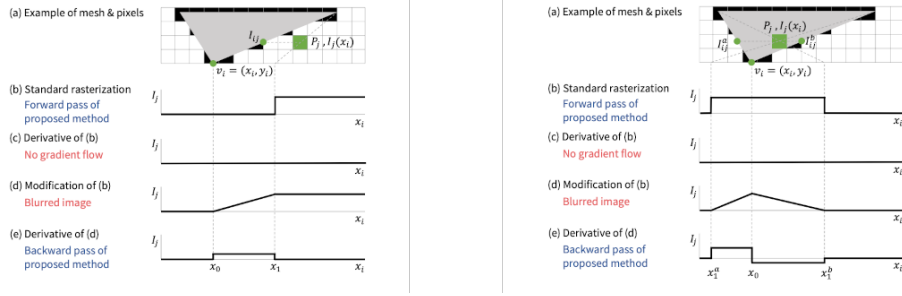 (a) Example of mesh & pixels
I_ij
P_j, I_j(x_i)
v_i = (x_i, y_i)
(b) Standard rasterization
Forward pass of
proposed method
I_j
x_i
(c) Derivative of (b)
No gradient flow
I_j
x_i
(d) Modification of (b)
Blurred image
I_j
x_i
(e) Derivative of (d)
Backward pass of
proposed method
I_j
x_0
x_1
x_i
(a) Example of mesh & pixels
P_j, I_j(x_i)
I_ij^a
I_ij^b
v_i = (x_i, y_i)
(b) Standard rasterization
Forward pass of
proposed method
I_j
x_i
(c) Derivative of (b)
No gradient flow
I_j
x_i
(d) Modification of (b)
Blurred image
I_j
x_i
(e) Derivative of (d)
Backward pass of
proposed method
I_j
x_1^a
x_0
x_1^b
x_i